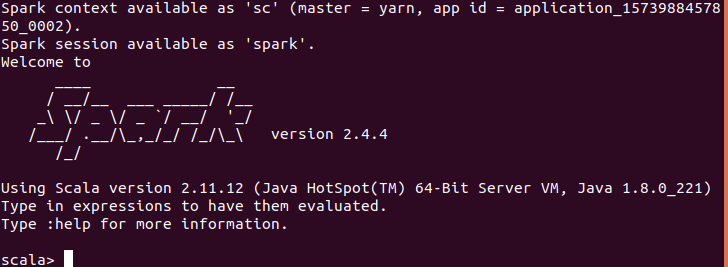 Spark context available as 'sc' (master = yarn, app id = application_15739884578
50_0002).
Spark session available as 'spark'.
Welcome to
      ____              __
     / __/__  ___ _____/ /__
    _\ \/ _ \/ _ `/ __/  '_/
   /___/ .__/\_,_/_/ /_/\_\   version 2.4.4
      /_/
Using Scala version 2.11.12 (Java HotSpot(TM) 64-Bit Server VM, Java 1.8.0_221)
Type in expressions to have them evaluated.
Type :help for more information.
scala>